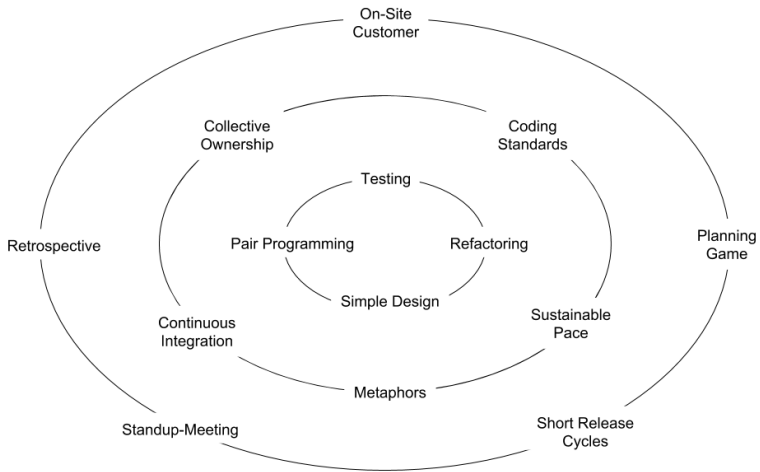 On-Site
Customer
Collective
Ownership
Coding
Standards
Testing
Retrospective
Pair Programming
Refactoring
Planning
Game
Simple Design
Continuous
Integration
Sustainable
Pace
Metaphors
Standup-Meeting
Short Release
Cycles